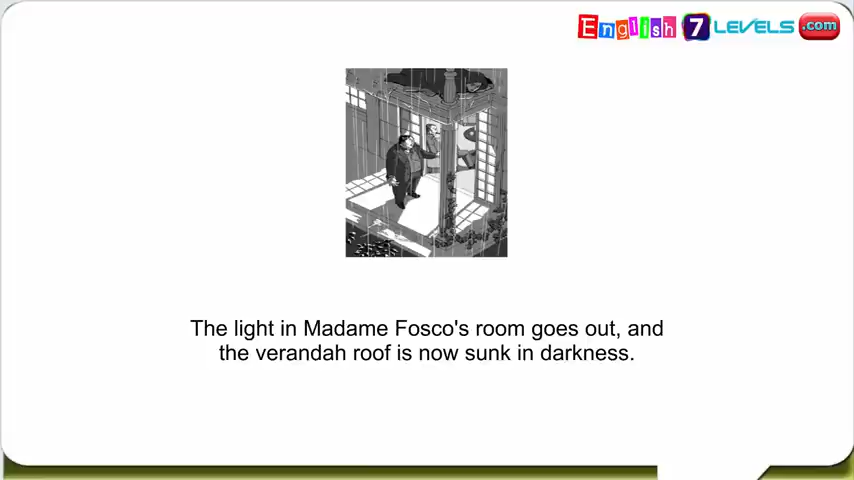 English 7 LEVELS .com
The light in Madame Fosco's room goes out, and
the verandah roof is now sunk in darkness.